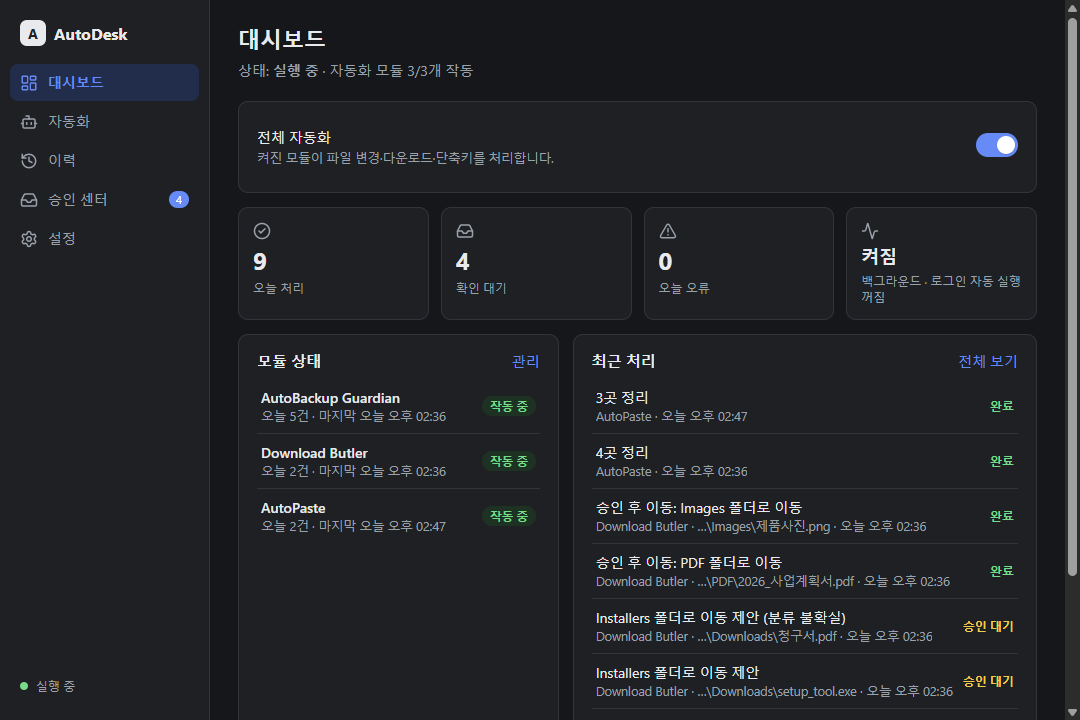 A AutoDesk
대시보드
자동화
이력
승인 센터 4
설정
실행 중
대시보드
상태: 실행 중 · 자동화 모듈 3/3개 작동
전체 자동화
켜진 모듈이 파일 변경·다운로드·단축키를 처리합니다.
9
오늘 처리
4
확인 대기
0
오늘 오류
켜짐
백그라운드 · 로그인 자동 실행
꺼짐
모듈 상태 관리
AutoBackup Guardian
오늘 5건 · 마지막 오늘 오후 02:36
작동 중
Download Butler
오늘 2건 · 마지막 오늘 오후 02:36
작동 중
AutoPaste
오늘 2건 · 마지막 오늘 오후 02:47
작동 중
최근 처리 전체 보기
3곳 정리
AutoPaste · 오늘 오후 02:47
완료
4곳 정리
AutoPaste · 오늘 오후 02:36
완료
승인 후 이동: Images 폴더로 이동
Download Butler · ...\Images\제품사진.png · 오늘 오후 02:36
완료
승인 후 이동: PDF 폴더로 이동
Download Butler · ...\PDF\2026_사업계획서.pdf · 오늘 오후 02:36
완료
Installers 폴더로 이동 제안 (분류 불확실)
Download Butler · ...\Downloads\청구서.pdf · 오늘 오후 02:36
승인 대기
Installers 폴더로 이동 제안
Download Butler · ...\Downloads\setup_tool.exe · 오늘 오후 02:36
승인 대기